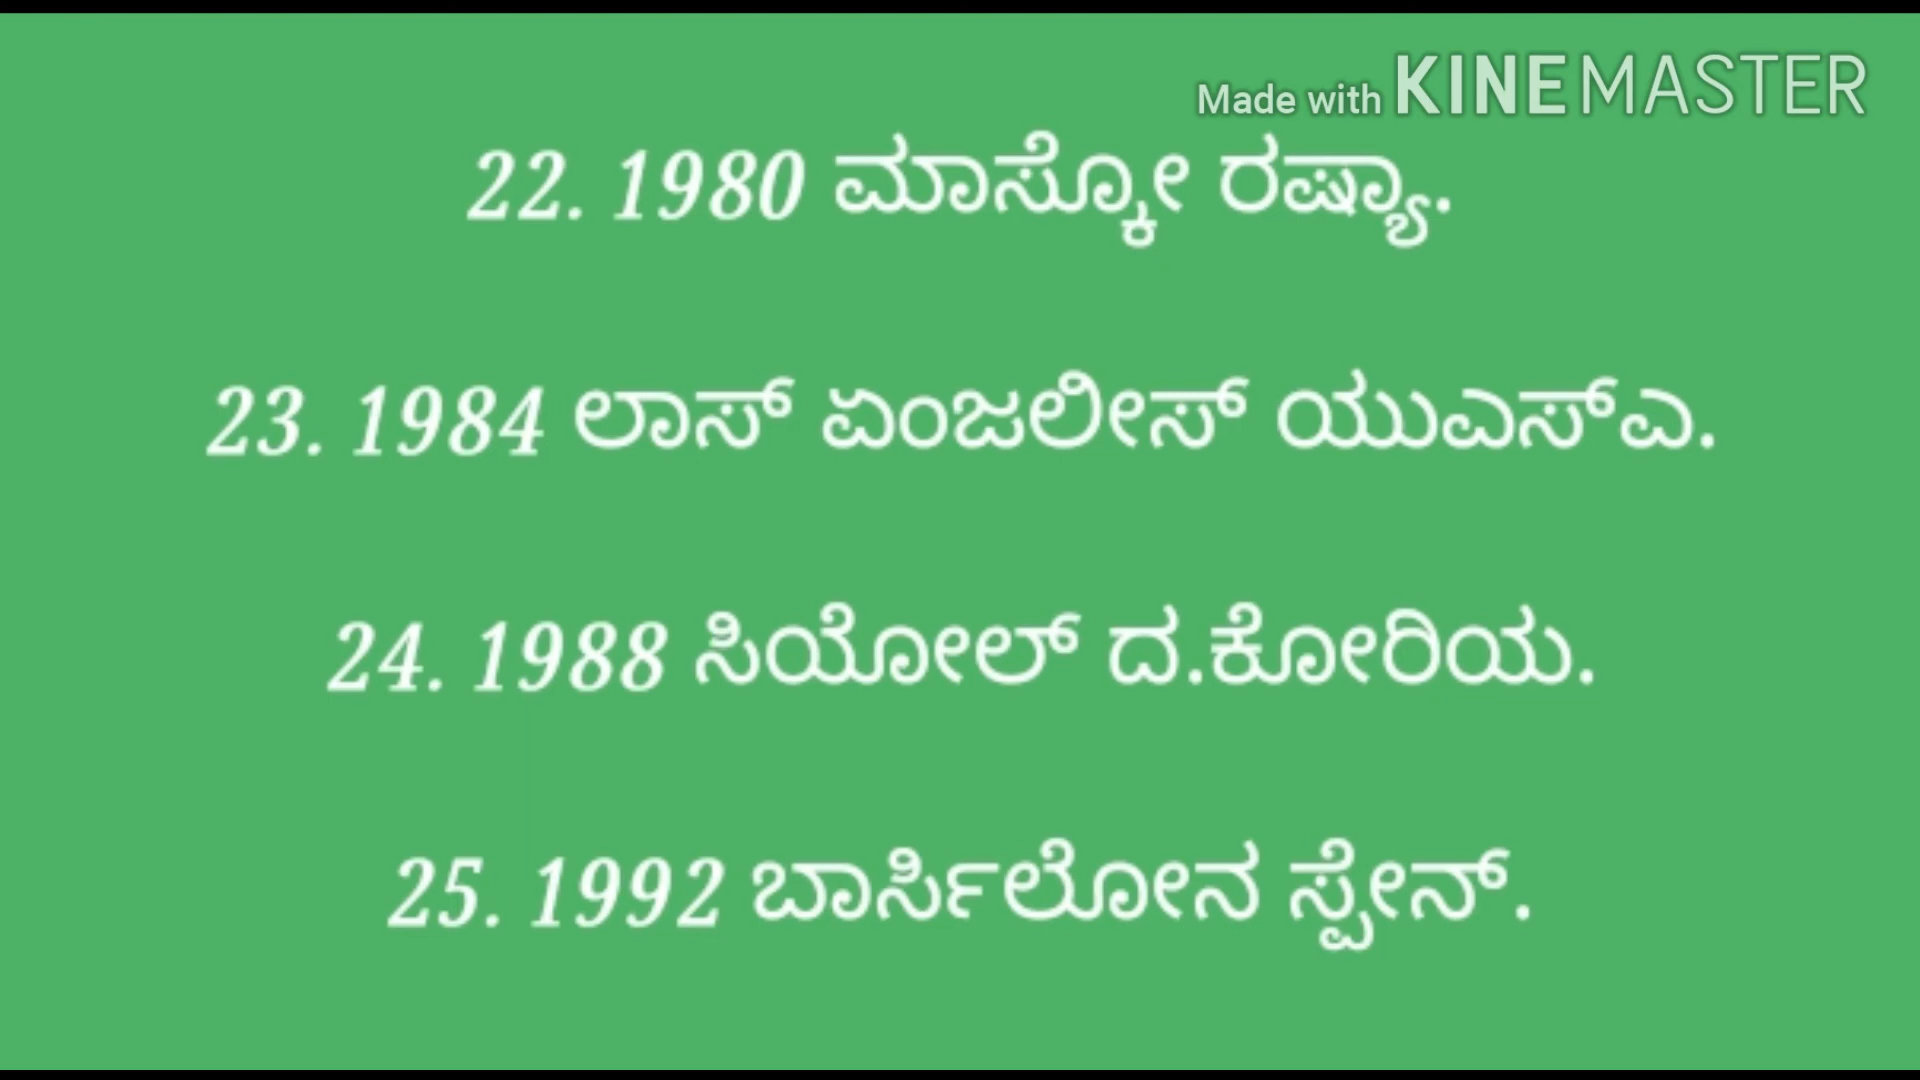 Made with KINEMASTER
22. 1980 ಮಾಸ್ಕೋ ರಷ್ಯಾ.
23. 1984 ಲಾಸ್ ಏಂಜಲೀಸ್ ಯುಎಸ್ಎ.
24. 1988 ಸಿಯೋಲ್ ದ.ಕೋರಿಯ.
25. 1992 ಬಾರ್ಸಿಲೋನ ಸ್ಪೇನ್.